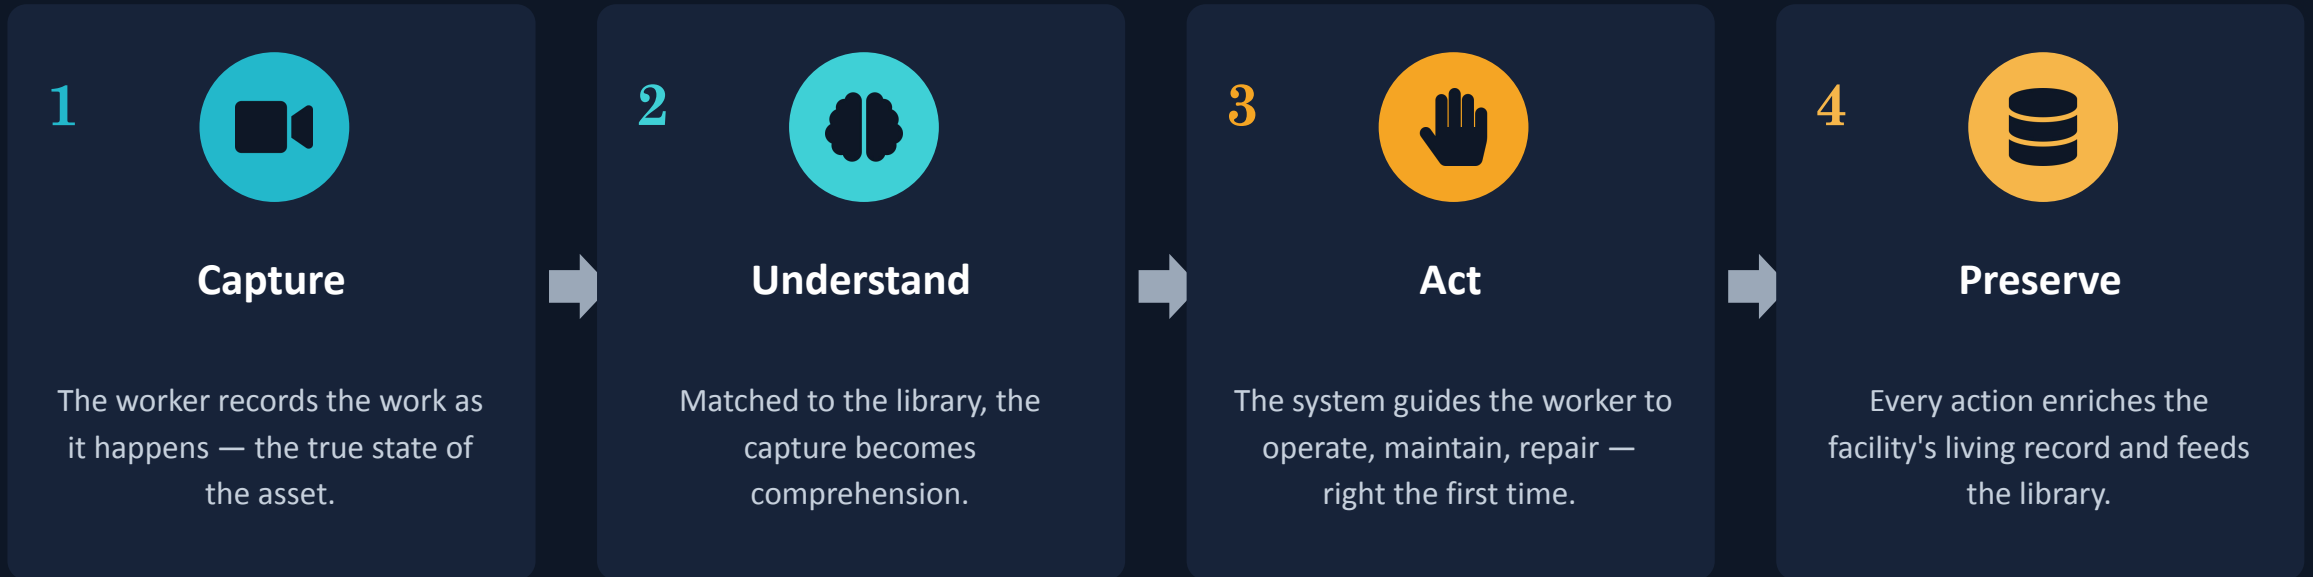 1
Capture
The worker records the work as
it happens — the true state of
the asset.
2
Understand
Matched to the library, the
capture becomes
comprehension.
3
Act
The system guides the worker to
operate, maintain, repair —
right the first time.
4
Preserve
Every action enriches the
facility's living record and feeds
the library.